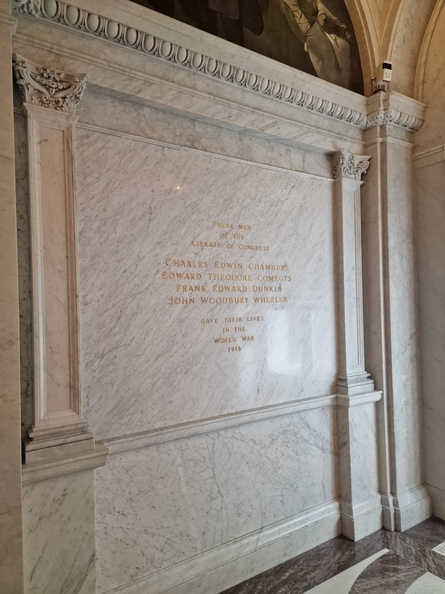 THESE MEN
OF THE
LIBRARY OF CONGRESS
CHARLES EDWIN CHAMBERS
EDWARD THEODORE COMEGYS
FRANK EDWARD DUNKIN
JOHN WOODBURY WHEELER
GAVE THEIR LIVES
IN THE
WORLD WAR
1918